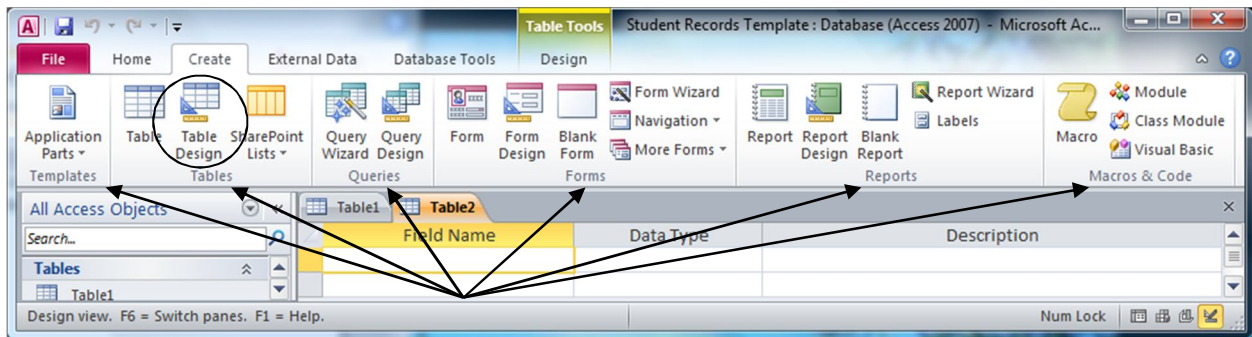 A Table Tools Student Records Template : Database (Access 2007) - Microsoft Ac...
File Home Create External Data Database Tools Design
Application Parts Table Table Design SharePoint Lists Query Wizard Query Design Form Form Design Blank Form Form Wizard Navigation More Forms Report Report Design Blank Report Report Wizard Labels Macro Module Class Module Visual Basic
Templates Tables Queries Forms Reports Macros & Code
All Access Objects Table1 Table2
Search... Field Name Data Type Description
Tables
Table1
Design view. F6 = Switch panes. F1 = Help. Num Lock